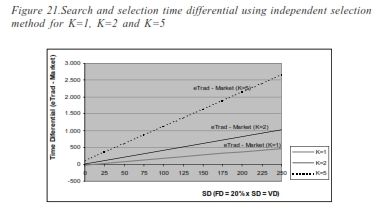 Figure 21.Search and selection time differential using independent selection
method for K=1, K=2 and K=5
Time Diferential (eTrad - Market)
3.000
2.500
2.000
1.500
1.000
500
0
-500
eTrad - Market (K=5)
eTrad - Market (K=2)
eTrad - Market (K=1)
0 25 50 75 100 125 150 175 200 225 250
SD (FD = 20% x SD = VD)
K=1
K=2
K=5